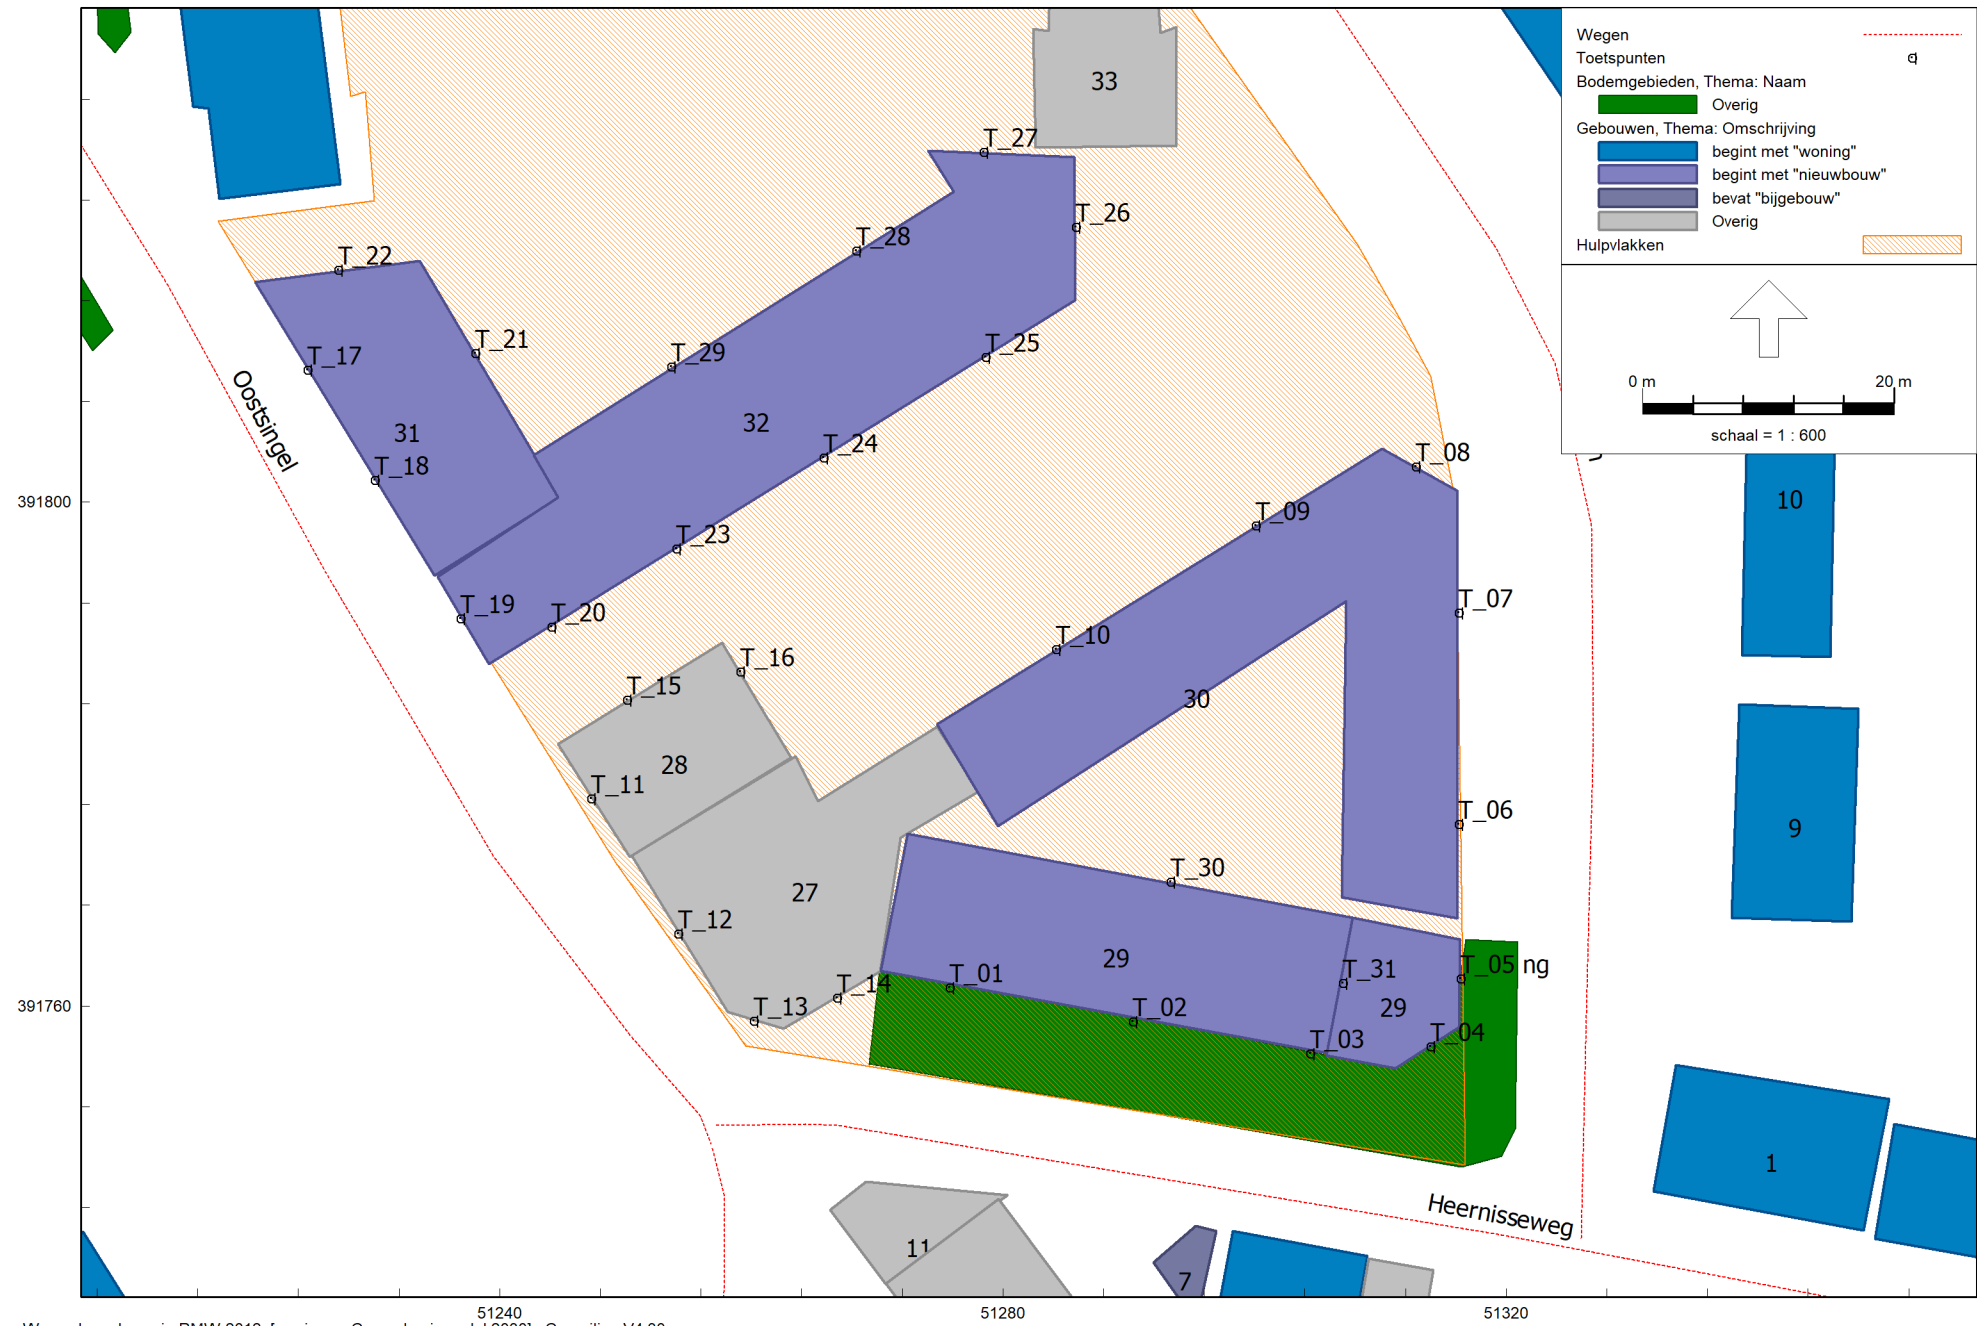 Wegen
Toetspunten
Bodemgebieden, Thema: Naam
Overig
Gebouwen, Thema: Omschrijving
begint met "woning"
begint met "nieuwbouw"
bevat "bijgebouw"
Overig
Hulpvlakken
0 m 20 m
schaal = 1 : 600
33
T_27
T_26
T_28
T_22
T_21
T_29
T_25
T_17
32
31
T_24
T_18
T_08
10
T_09
391800
T_23
T_19
T_20
T_07
T_10
T_16
T_15
30
28
T_11
T_06
9
T_30
27
T_12
29
T_31
T_05 ng
T_01
T_14
T_13
T_02
29
391760
T_03
T_04
1
11
7
Oostsingel
Heernisseweg
51240 51280 51320